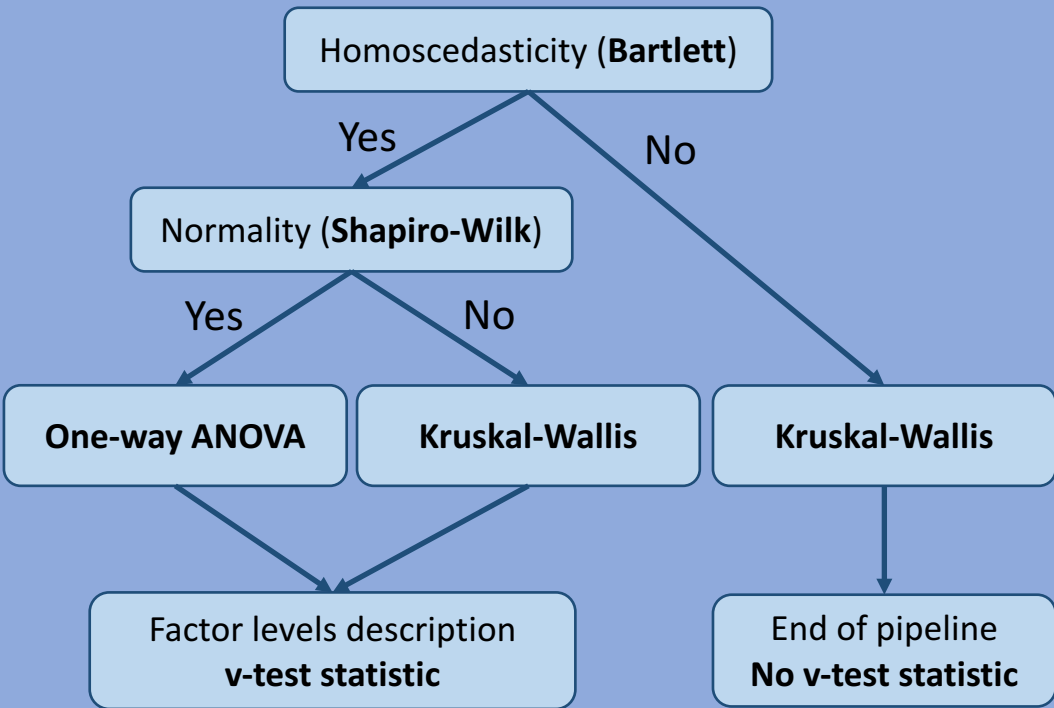 Homoscedasticity (Bartlett)
Yes
No
Normality (Shapiro-Wilk)
Yes
No
One-way ANOVA
Kruskal-Wallis
Kruskal-Wallis
Factor levels description
v-test statistic
End of pipeline
No v-test statistic